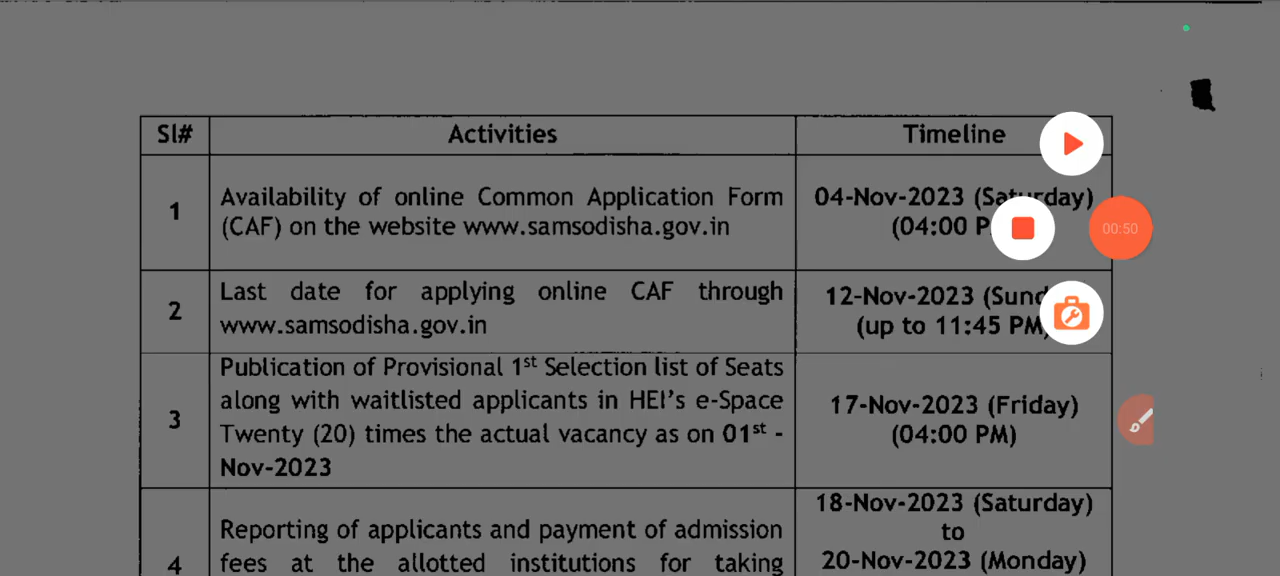 Sl# Activities Timeline
1 Availability of online Common Application Form 04-Nov-2023 (Saturday)
(CAF) on the website www.samsodisha.gov.in (04:00 P
2 Last date for applying online CAF through 12-Nov-2023 (Sund
www.samsodisha.gov.in (up to 11:45 PM
3 Publication of Provisional 1st Selection list of Seats
along with waitlisted applicants in HEI's e-Space 17-Nov-2023 (Friday)
Twenty (20) times the actual vacancy as on 01st - (04:00 PM)
Nov-2023
18-Nov-2023 (Saturday)
4 Reporting of applicants and payment of admission to
fees at the allotted institutions for taking 20-Nov-2023 (Monday)
00:50